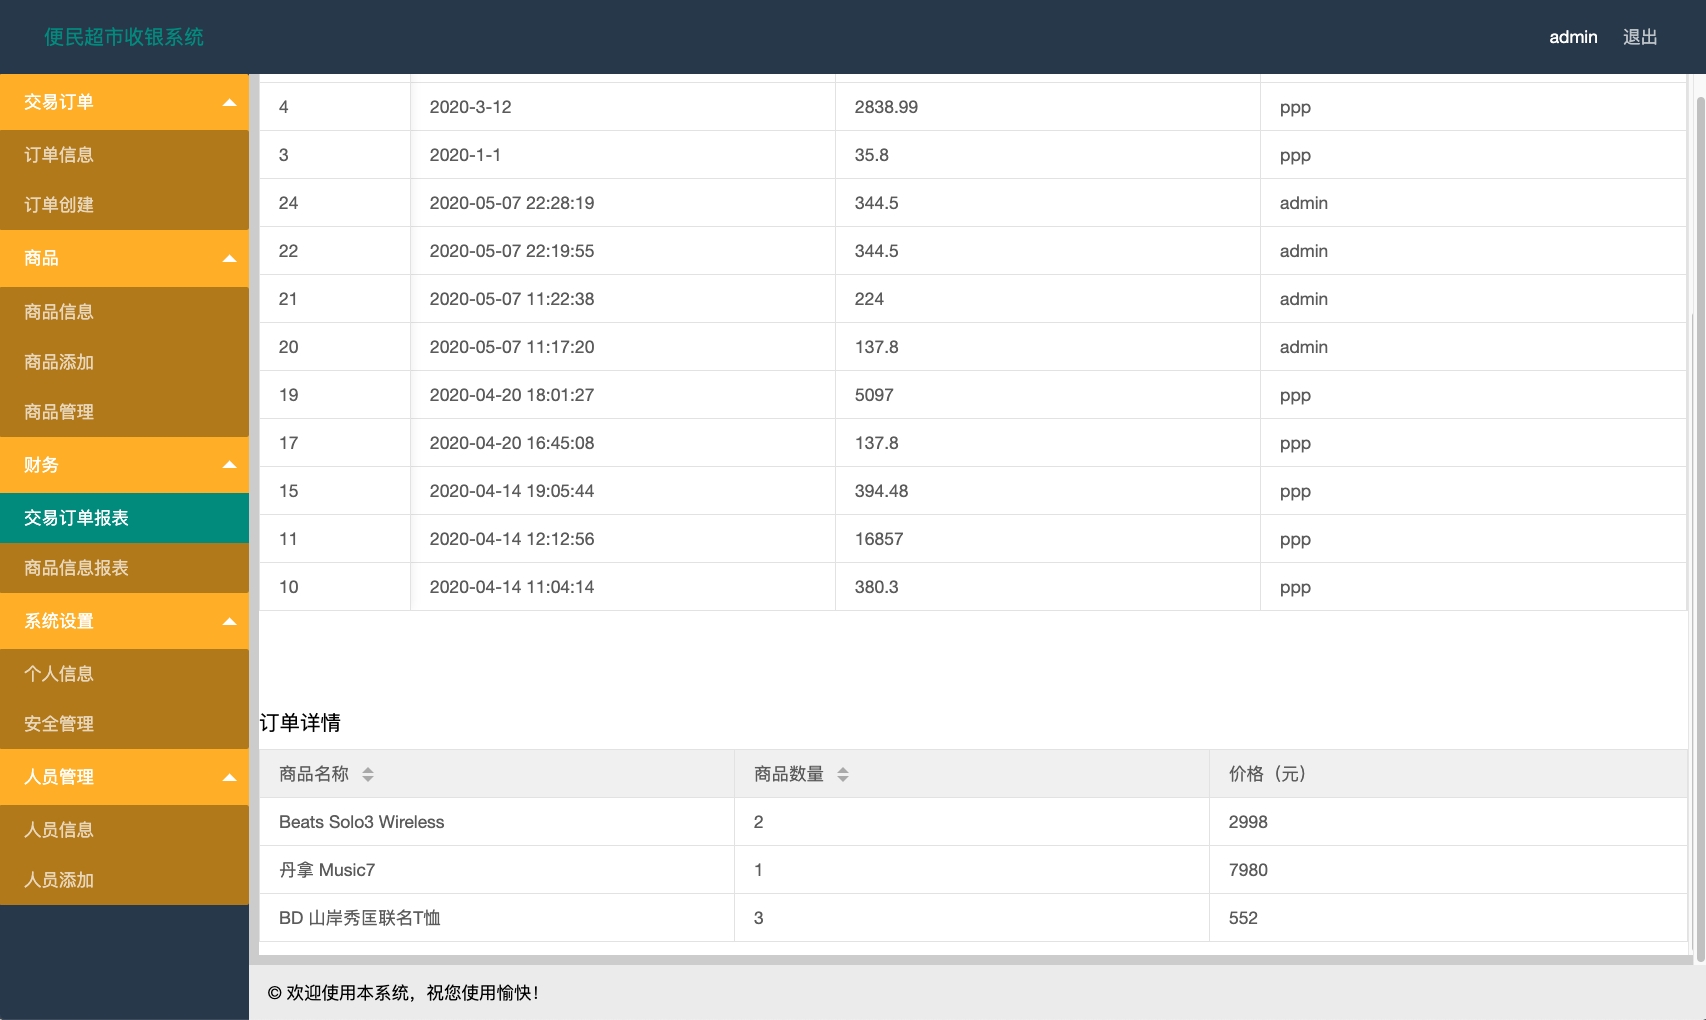 便民超市收银系统
admin 退出
交易订单
订单信息
订单创建
商品
商品信息
商品添加
商品管理
财务
交易订单报表
商品信息报表
系统设置
个人信息
安全管理
人员管理
人员信息
人员添加
4 2020-3-12 2838.99 ppp
3 2020-1-1 35.8 ppp
24 2020-05-07 22:28:19 344.5 admin
22 2020-05-07 22:19:55 344.5 admin
21 2020-05-07 11:22:38 224 admin
20 2020-05-07 11:17:20 137.8 admin
19 2020-04-20 18:01:27 5097 ppp
17 2020-04-20 16:45:08 137.8 ppp
15 2020-04-14 19:05:44 394.48 ppp
11 2020-04-14 12:12:56 16857 ppp
10 2020-04-14 11:04:14 380.3 ppp
订单详情
商品名称 商品数量 价格（元）
Beats Solo3 Wireless 2 2998
丹拿 Music7 1 7980
BD 山岸秀匡联名T恤 3 552
© 欢迎使用本系统，祝您使用愉快！